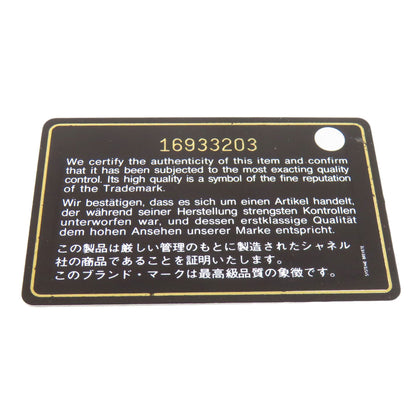 16933203
We certify the authenticity of this item and confirm
that it has been subjected to the most exacting quality
control. Its high quality is a symbol of the fine reputation
of the Trademark.
Wir bestätigen, dass es sich um einen Artikel handelt,
der während seiner Herstellung strengsten Kontrollen
unterworfen war, und dessen erstklassige Qualität
dem hohen Ansehen unserer Marke entspricht.
この製品は厳しい管理のもとに製造されたシャネル
社の商品であることを証明いたします。
このブランド・マークは最高級品質の象徴です。